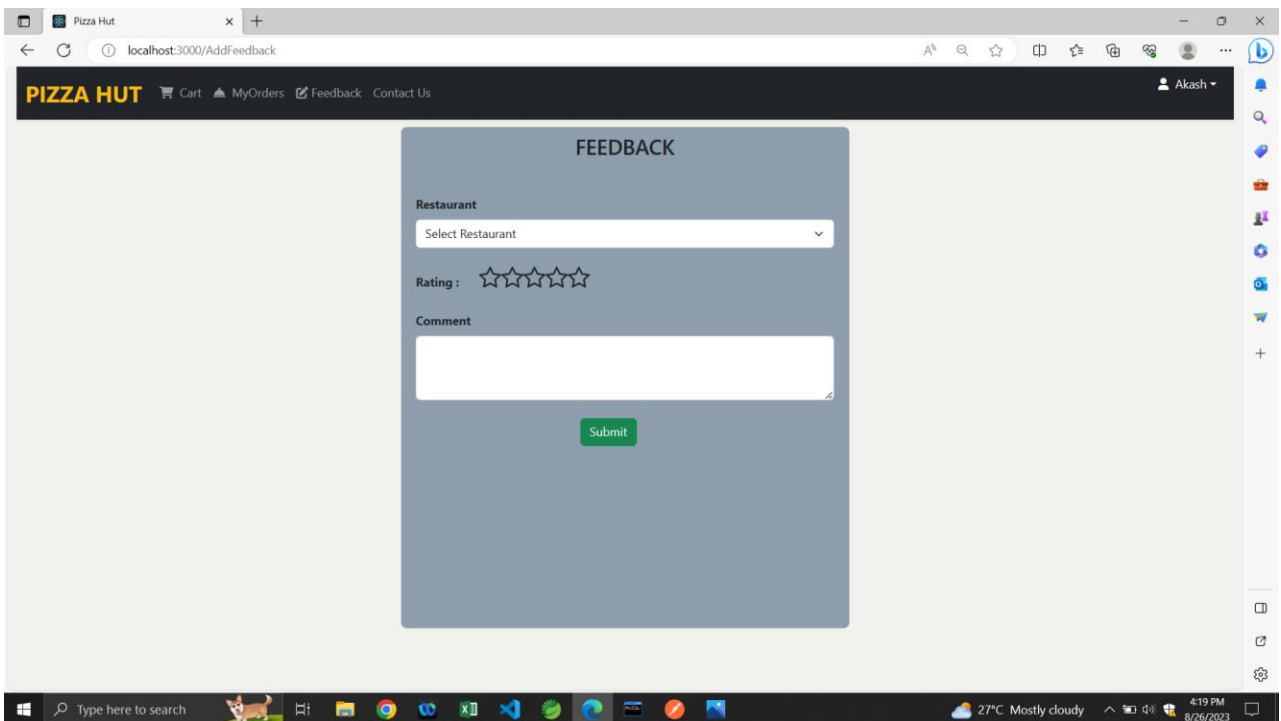 Pizza Hut
localhost:3000/AddFeedback
PIZZA HUT Cart MyOrders Feedback Contact Us Akash
FEEDBACK
Restaurant
Select Restaurant
Rating :
Comment
Submit
Type here to search
27°C Mostly cloudy
4:19 PM
8/26/2023